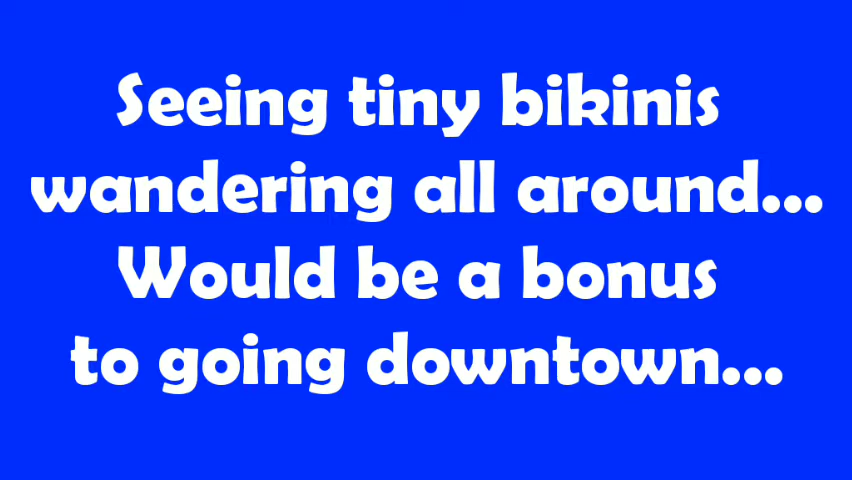 Seeing tiny bikinis
wandering all around...
Would be a bonus
to going downtown...